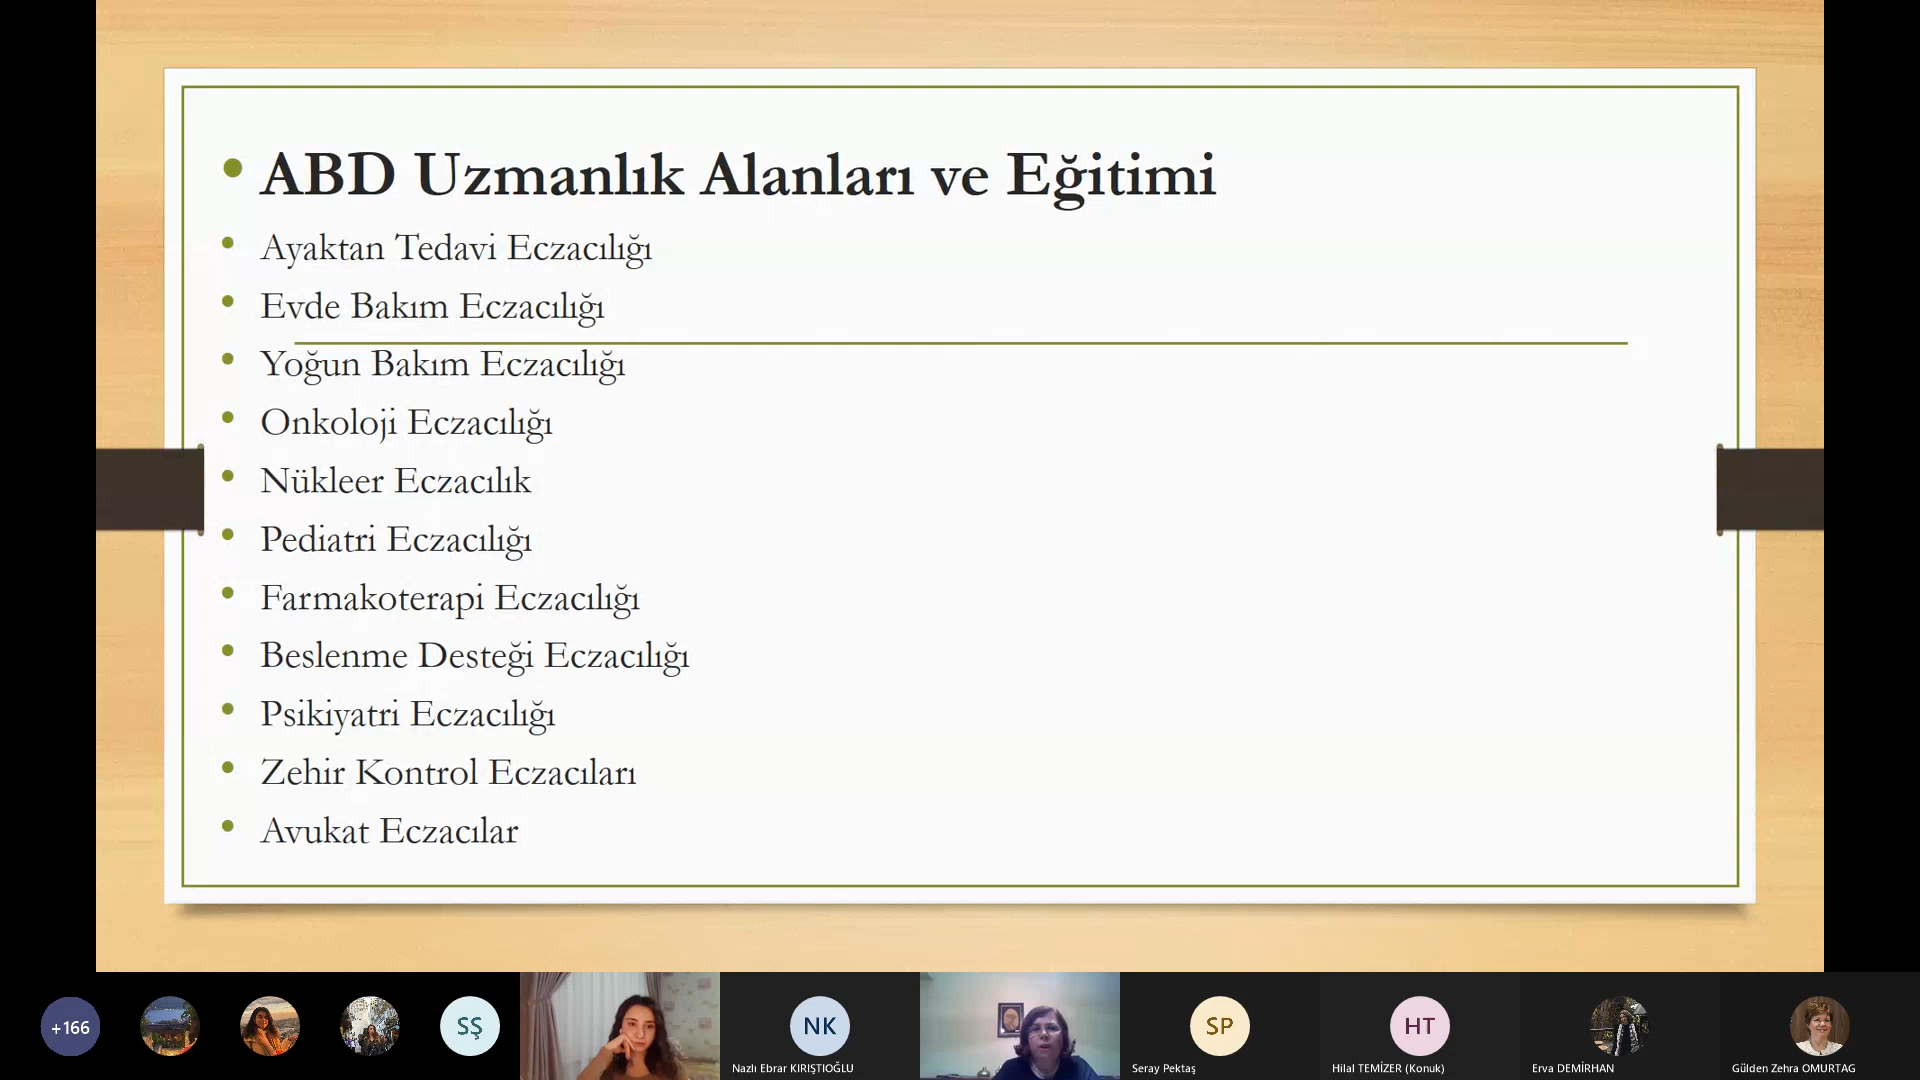 ABD Uzmanlık Alanları ve Eğitimi
Ayaktan Tedavi Eczacılığı
Evde Bakım Eczacılığı
Yoğun Bakım Eczacılığı
Onkoloji Eczacılığı
Nükleer Eczacılık
Pediatri Eczacılığı
Farmakoterapi Eczacılığı
Beslenme Desteği Eczacılığı
Psikiyatri Eczacılığı
Zehir Kontrol Eczacıları
Avukat Eczacılar
+166
SŞ
NK
SP
HT
Nazlı Ebrar KIRIŞTIOĞLU
Seray Pektaş
Hilal TEMİZER (Konuk)
Erva DEMİRHAN
Gülden Zehra OMURTAG